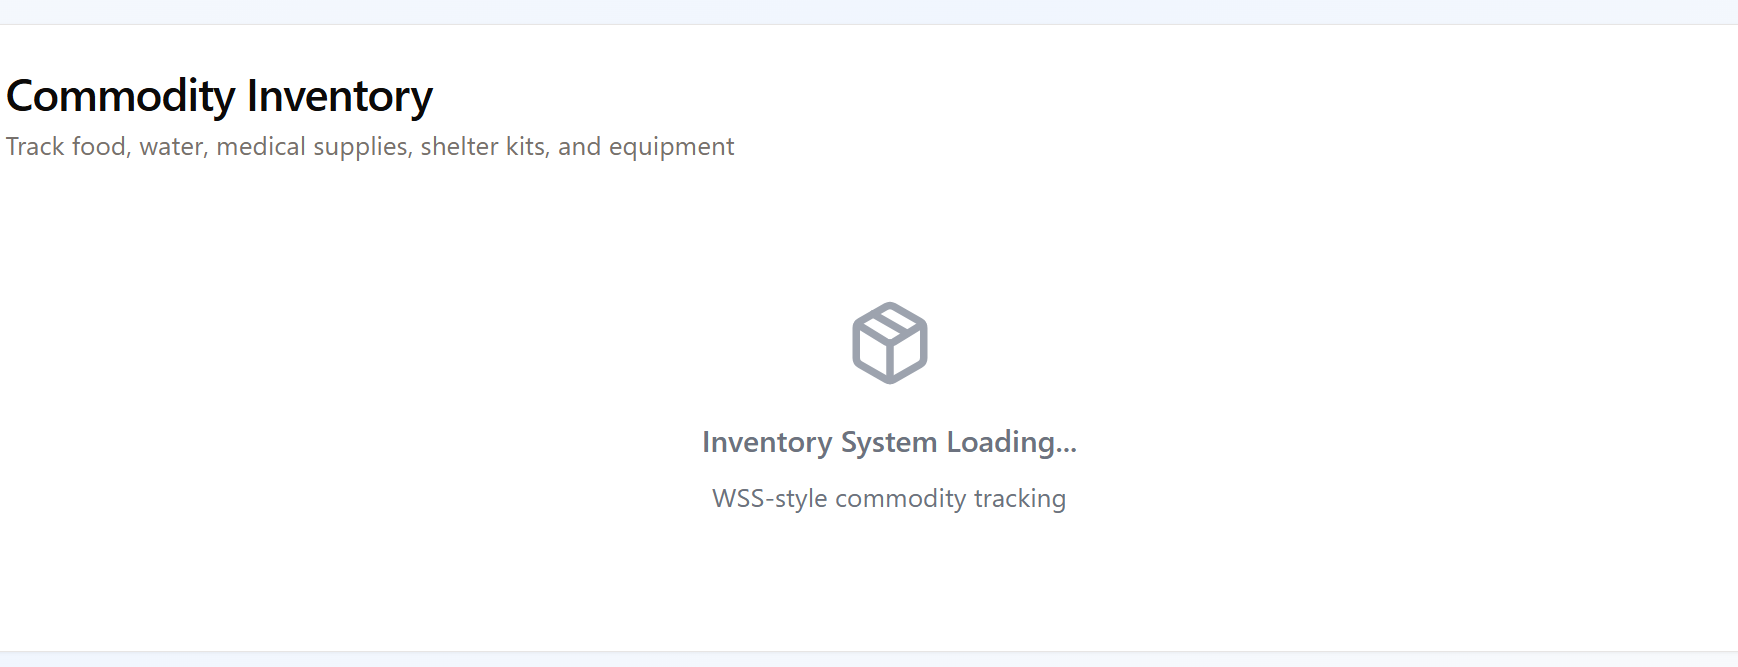 Commodity Inventory
Track food, water, medical supplies, shelter kits, and equipment
Inventory System Loading...
WSS-style commodity tracking